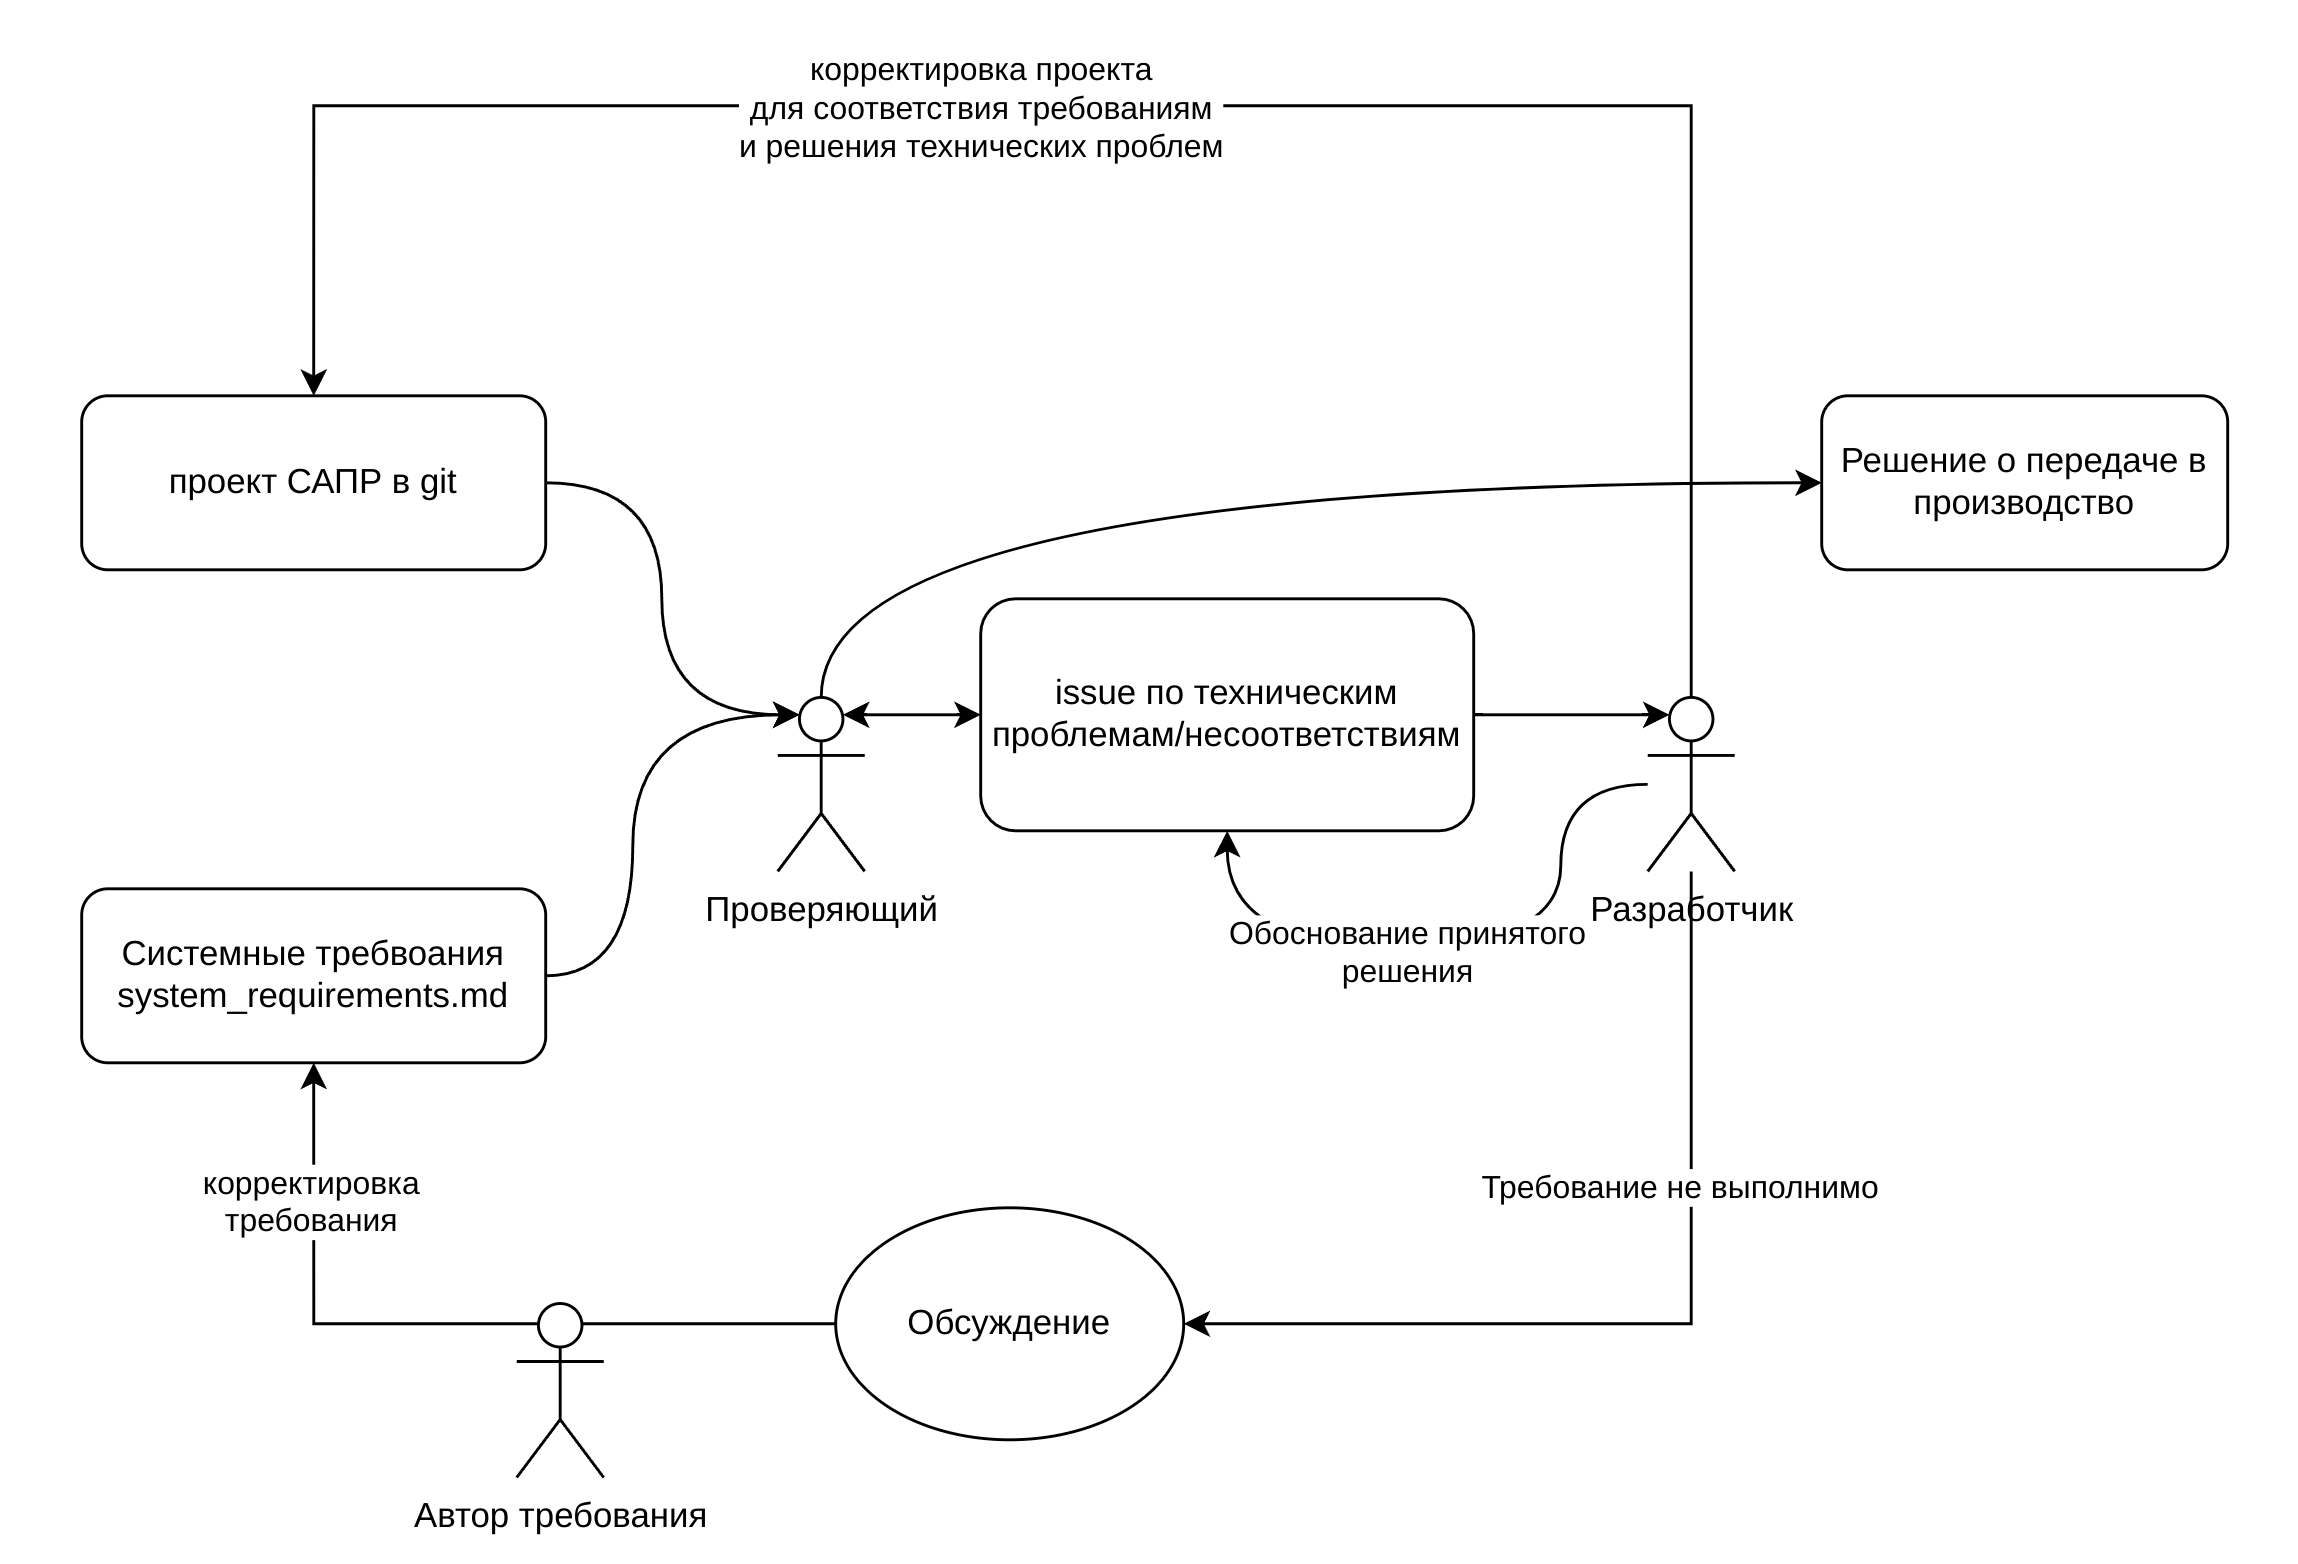 корректировка проекта
для соответствия требованиям
и решения технических проблем
проект САПР в git
Решение о передаче в
производство
issue по техническим
проблемам/несоответствиям
Проверяющий
Разработчик
Обоснование принятого
решения
Системные требвоания
system_requirements.md
корректировка
требования
Требование не выполнимо
Обсуждение
Автор требования